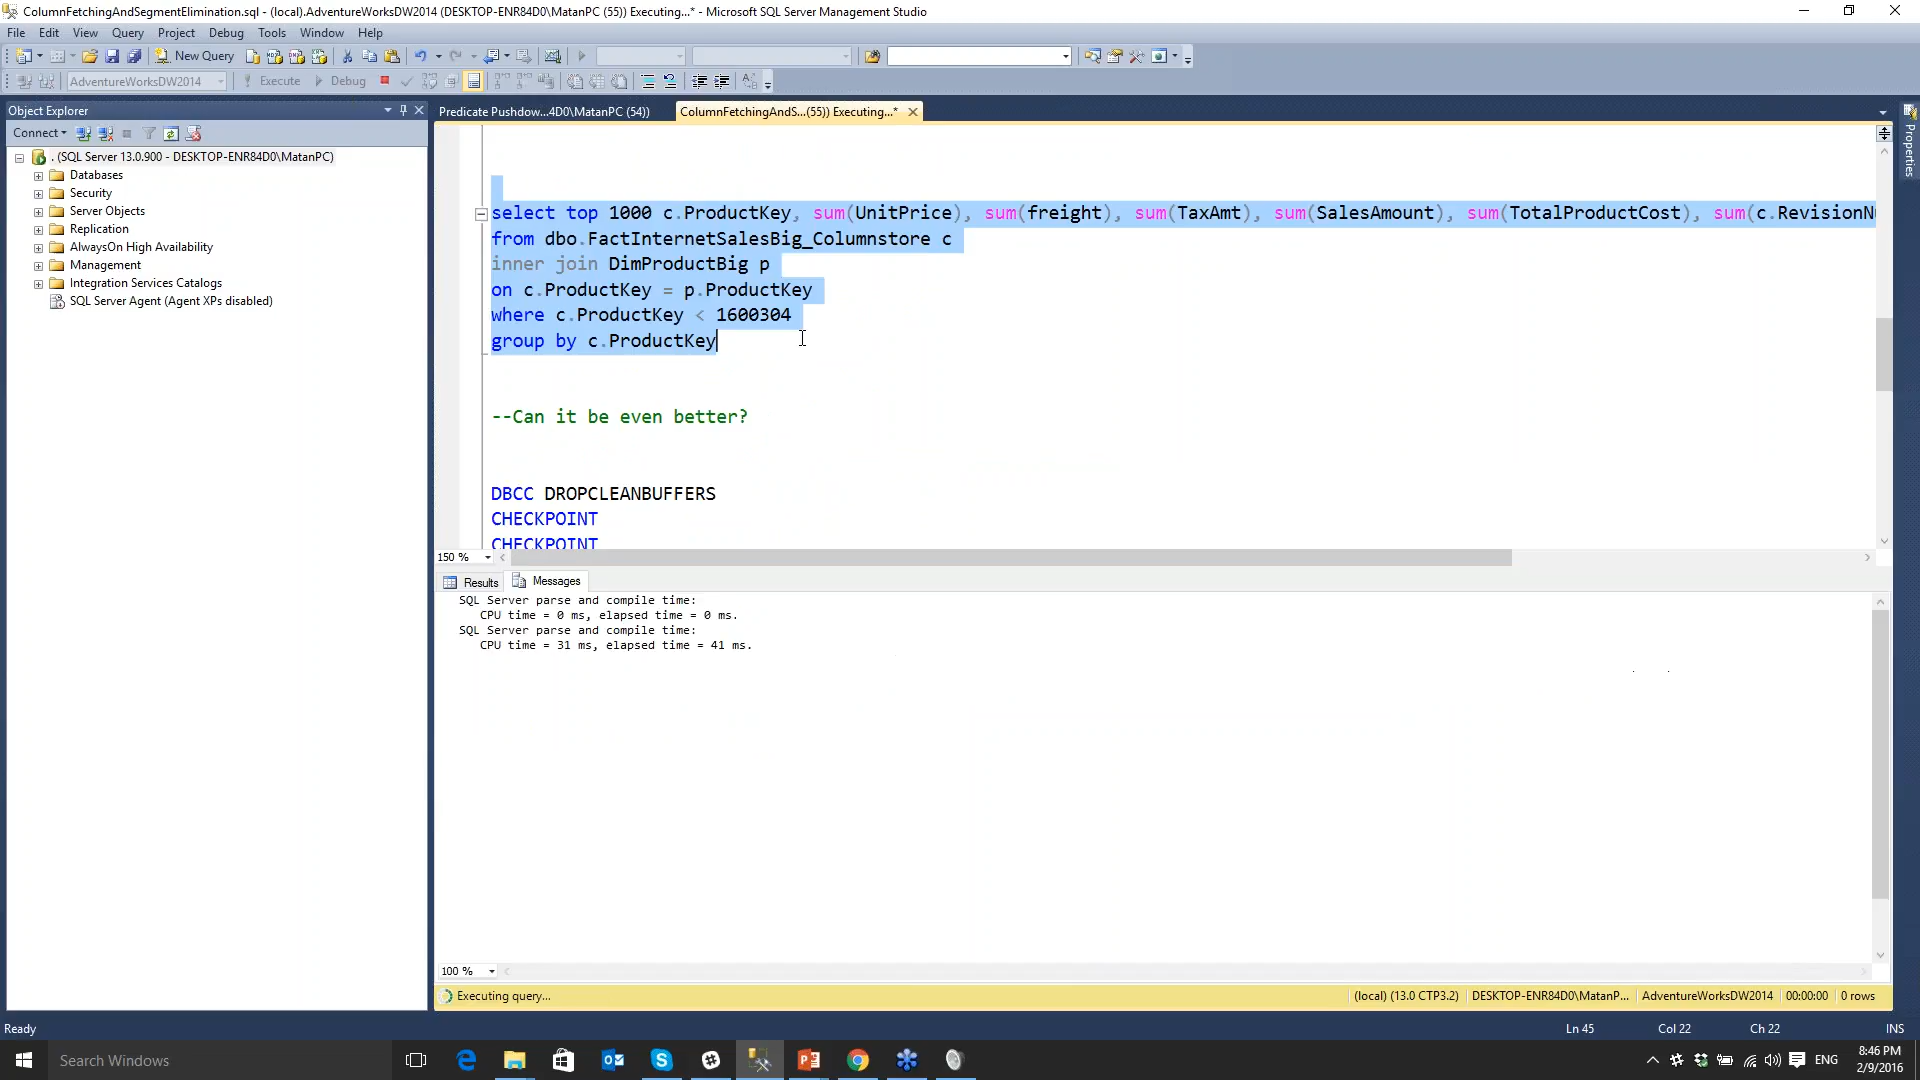 ColumnFetchingAndSegmentElimination.sql - (local).AdventureWorksDW2014 (DESKTOP-ENR84D0\MatanPC (55)) Executing...* - Microsoft SQL Server Management Studio
File Edit View Query Project Debug Tools Window Help
New Query
AdventureWorksDW2014 Execute Debug
Object Explorer
Connect
. (SQL Server 13.0.900 - DESKTOP-ENR84D0\MatanPC)
Databases
Security
Server Objects
Replication
AlwaysOn High Availability
Management
Integration Services Catalogs
SQL Server Agent (Agent XPs disabled)
Predicate Pushdow...4D0\MatanPC (54)) ColumnFetchingAndS...(55)) Executing...*
Properties
select top 1000 c.ProductKey, sum(UnitPrice), sum(freight), sum(TaxAmt), sum(SalesAmount), sum(TotalProductCost), sum(c.RevisionN
from dbo.FactInternetSalesBig_Columnstore c
inner join DimProductBig p
on c.ProductKey = p.ProductKey
where c.ProductKey < 1600304
group by c.ProductKey
--Can it be even better?
DBCC DROPCLEANBUFFERS
CHECKPOINT
CHECKPOINT
150 %
Results Messages
SQL Server parse and compile time:
CPU time = 0 ms, elapsed time = 0 ms.
SQL Server parse and compile time:
CPU time = 31 ms, elapsed time = 41 ms.
100 %
Executing query... (local) (13.0 CTP3.2) DESKTOP-ENR84D0\MatanP... AdventureWorksDW2014 00:00:00 0 rows
Ready Ln 45 Col 22 Ch 22 INS
Search Windows ENG 8:46 PM
2/9/2016